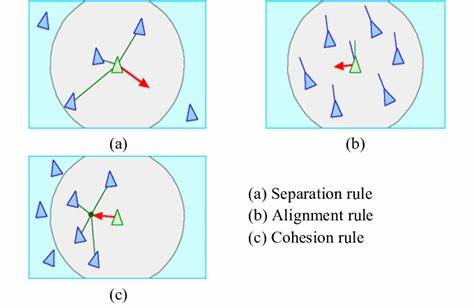 (a)
(b)
(a) Separation rule
(b) Alignment rule
(c) Cohesion rule
(c)